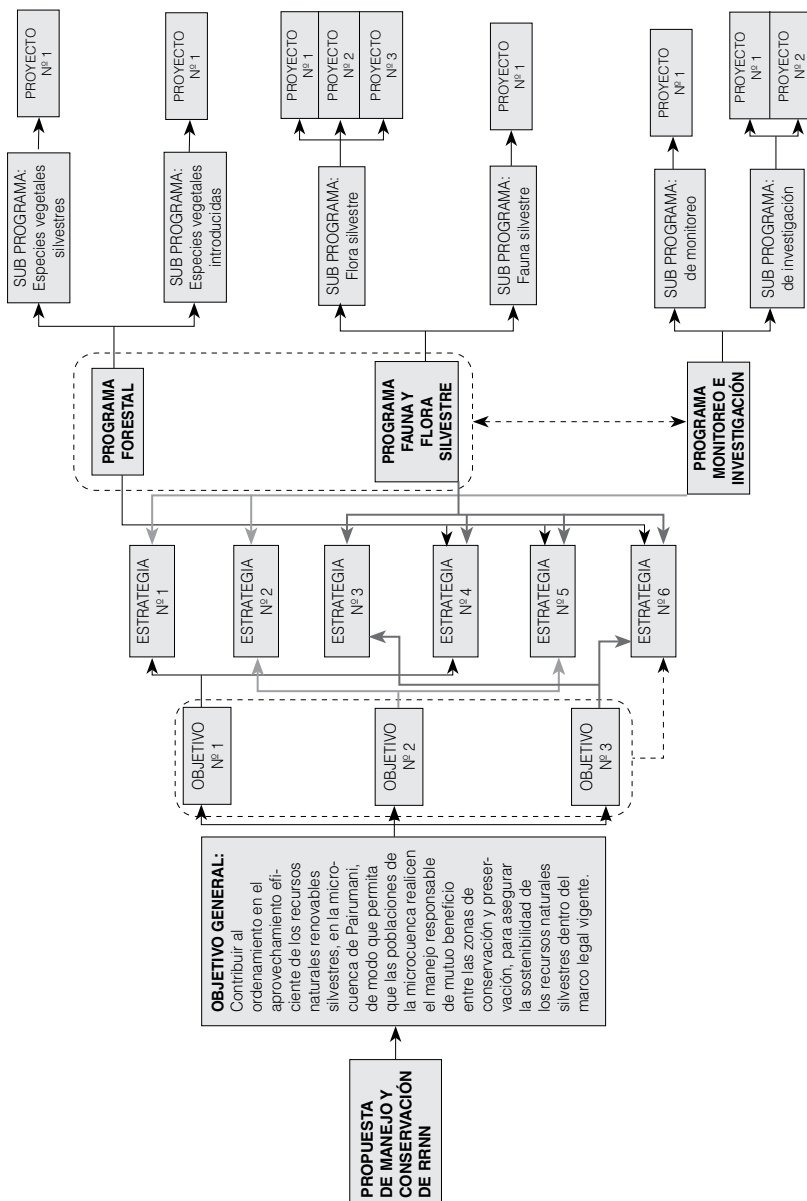 PROPUESTA
DE MANEJO Y
CONSERVACIÓN
DE RRNN
OBJETIVO GENERAL:
Contribuir al
ordenamiento en el
aprovechamiento efi-
ciente de los recursos
naturales renovables
silvestres, en la micro-
cuenca de Pairumani,
de modo que permita
que las poblaciones de
la microcuenca realicen
el manejo responsable
de mutuo beneficio
entre las zonas de
conservación y preser-
vación, para asegurar
la sostenibilidad de
los recursos naturales
silvestres dentro del
marco legal vigente.
OBJETIVO
Nº 1
OBJETIVO
Nº 2
OBJETIVO
Nº 3
ESTRATEGIA
Nº 1
ESTRATEGIA
Nº 2
ESTRATEGIA
Nº 3
ESTRATEGIA
Nº 4
ESTRATEGIA
Nº 5
ESTRATEGIA
Nº 6
PROGRAMA
FORESTAL
PROGRAMA
FAUNA Y
FLORA
SILVESTRE
PROGRAMA
MONITOREO E
INVESTIGACIÓN
SUB PROGRAMA:
Especies vegetales
silvestres
SUB PROGRAMA:
Especies vegetales
introducidas
SUB PROGRAMA:
Flora silvestre
SUB PROGRAMA:
Fauna silvestre
SUB PROGRAMA:
de monitoreo
SUB PROGRAMA:
de investigación
PROYECTO
Nº 1
PROYECTO
Nº 1
PROYECTO
Nº 1
PROYECTO
Nº 2
PROYECTO
Nº 3
PROYECTO
Nº 1
PROYECTO
Nº 1
PROYECTO
Nº 1
PROYECTO
Nº 2